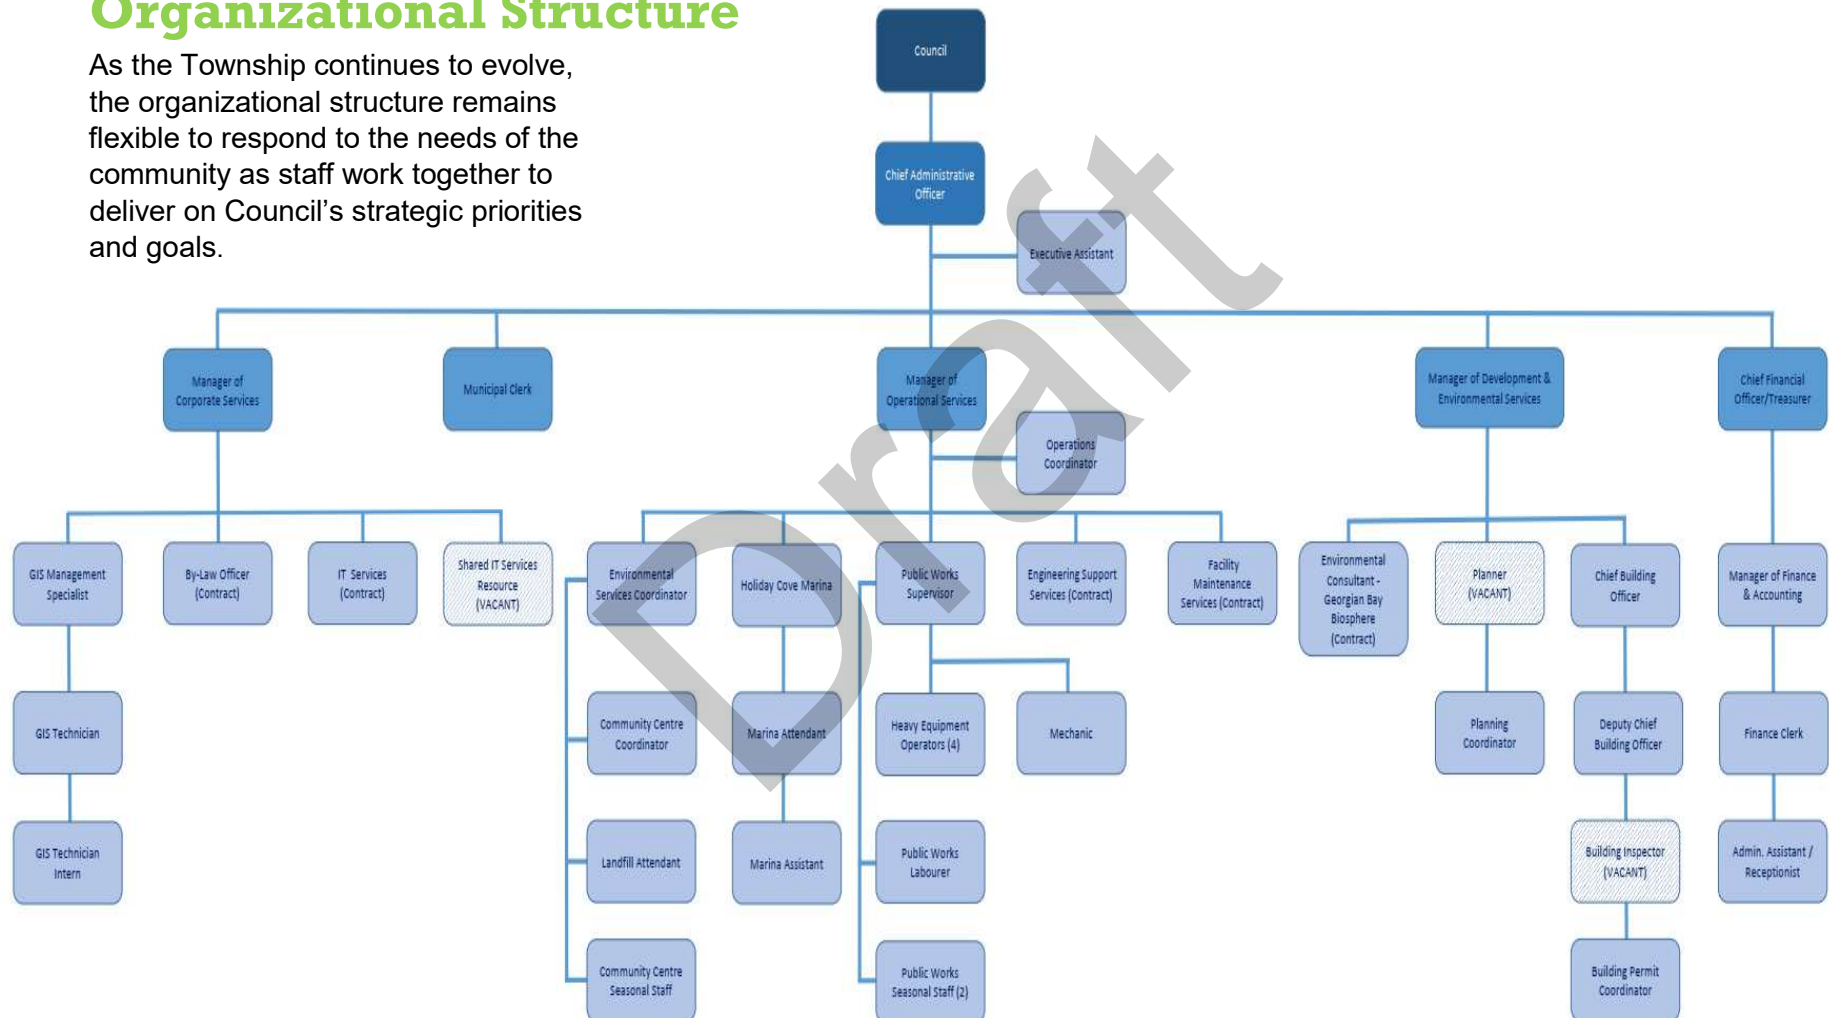 Organizational Structure
As the Township continues to evolve,
the organizational structure remains
flexible to respond to the needs of the
community as staff work together to
deliver on Council’s strategic priorities
and goals.
Council
Chief Administrative
Officer
Executive Assistant
Manager of
Corporate Services
Municipal Clerk
Manager of
Operational Services
Manager of Development &
Environmental Services
Chief Financial
Officer/Treasurer
Operations
Coordinator
GIS Management
Specialist
By-Law Officer
(Contract)
IT Services
(Contract)
Shared IT Services
Resource
(VACANT)
Environmental
Services Coordinator
Holiday Cove Marina
Public Works
Supervisor
Engineering Support
Services (Contract)
Facility
Maintenance
Services (Contract)
Environmental
Consultant -
Georgian Bay
Biosphere
(Contract)
Planner
(VACANT)
Chief Building
Officer
Manager of Finance
& Accounting
GIS Technician
Community Centre
Coordinator
Marina Attendant
Heavy Equipment
Operators (4)
Mechanic
Planning
Coordinator
Deputy Chief
Building Officer
Finance Clerk
GIS Technician
Intern
Landfill Attendant
Marina Assistant
Public Works
Labourer
Building Inspector
(VACANT)
Admin. Assistant /
Receptionist
Community Centre
Seasonal Staff
Public Works
Seasonal Staff (2)
Building Permit
Coordinator
Draft